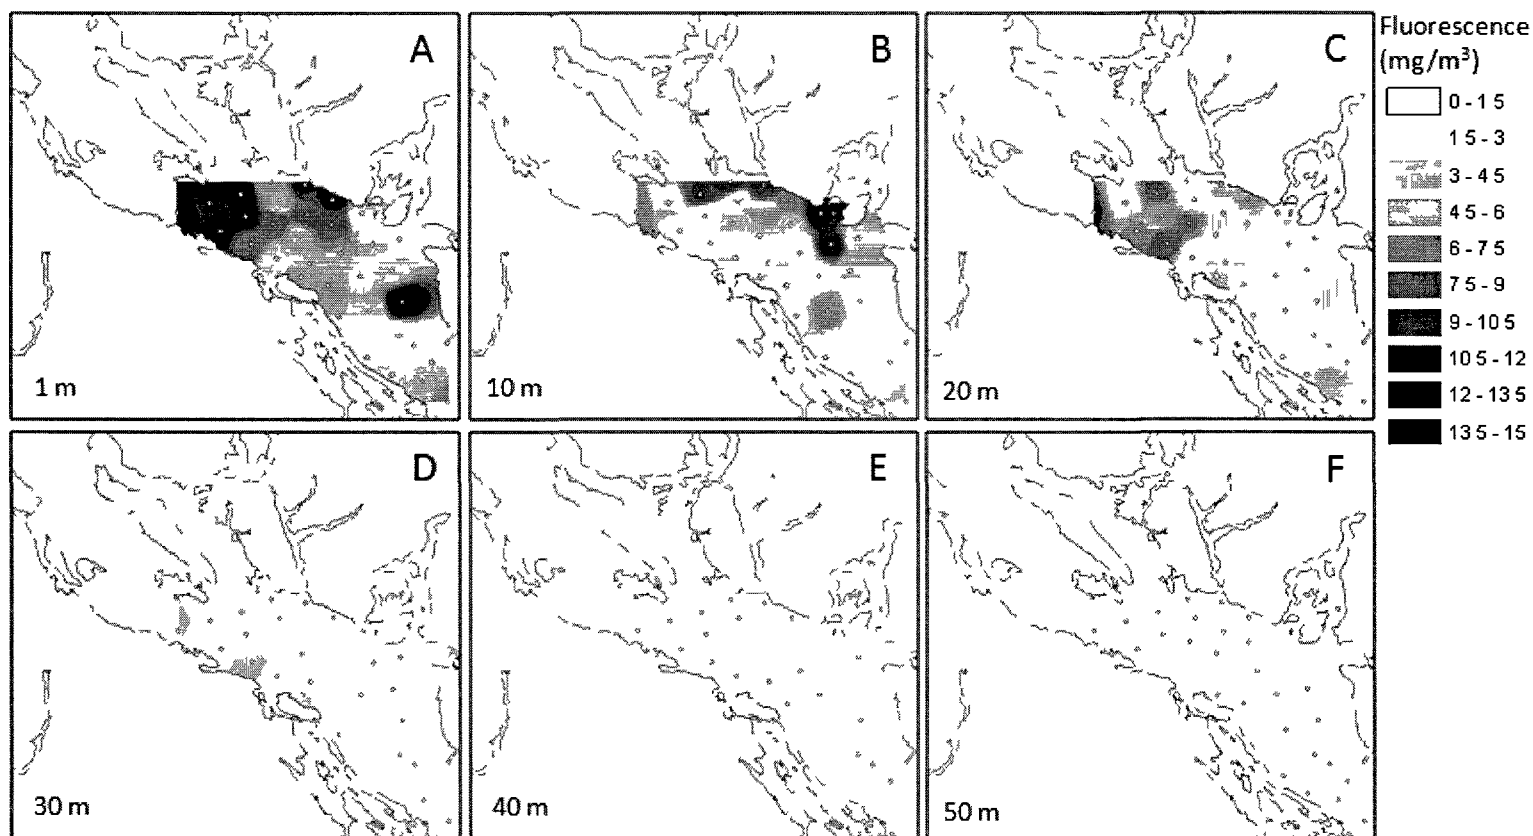 A
B
C
Fluorescence
(mg/m³)
0 - 1 5
1 5 - 3
3 - 4 5
4 5 - 6
6 - 7 5
7 5 - 9
9 - 10 5
10 5 - 12
12 - 13 5
13 5 - 15
1 m
10 m
20 m
D
E
F
30 m
40 m
50 m